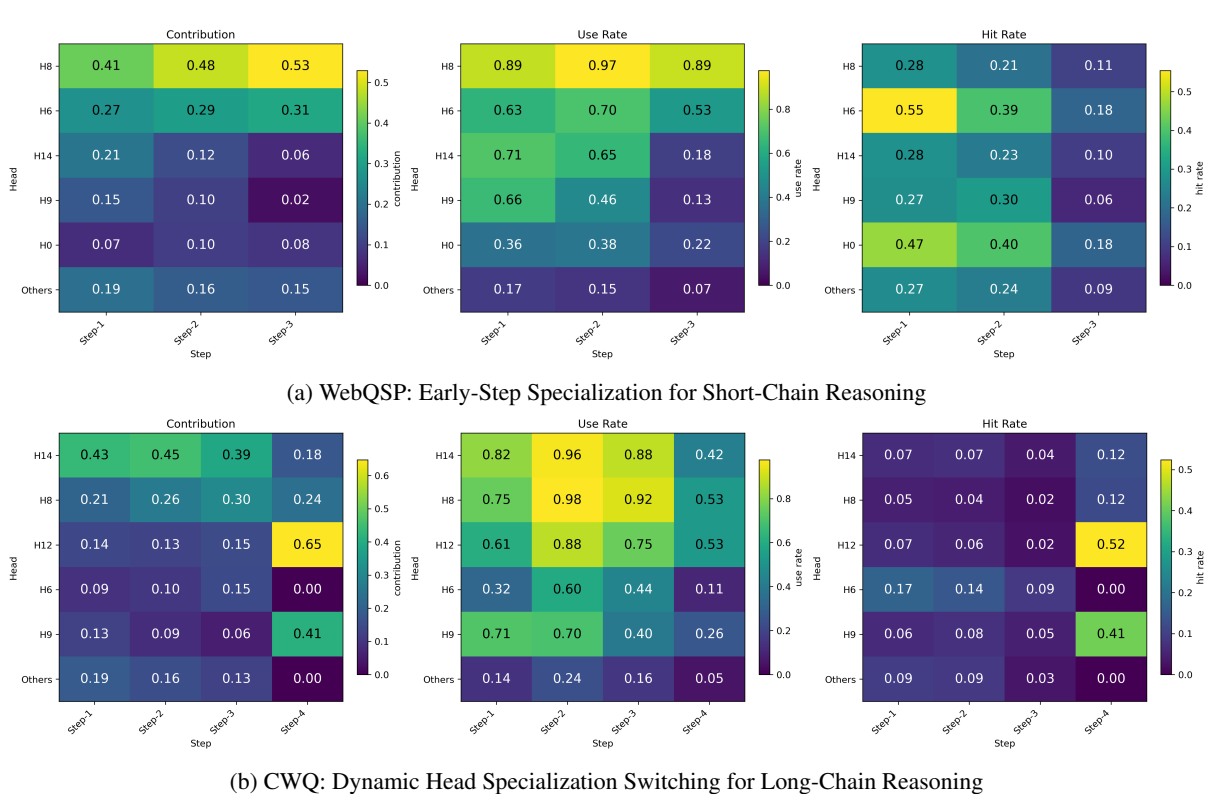 Contribution
Use Rate
Hit Rate
Head
H8 0.41 0.48 0.53
H6 0.27 0.29 0.31
H14 0.21 0.12 0.06
H9 0.15 0.10 0.02
H0 0.07 0.10 0.08
Others 0.19 0.16 0.15
Step-1 Step-2 Step-3
Step
0.5
0.4
0.3
0.2
0.1
0.0
contribution
Head
H8 0.89 0.97 0.89
H6 0.63 0.70 0.53
H14 0.71 0.65 0.18
H9 0.66 0.46 0.13
H0 0.36 0.38 0.22
Others 0.17 0.15 0.07
Step-1 Step-2 Step-3
Step
0.8
0.6
0.4
0.2
0.0
use rate
Head
H8 0.28 0.21 0.11
H6 0.55 0.39 0.18
H14 0.28 0.23 0.10
H9 0.27 0.30 0.06
H0 0.47 0.40 0.18
Others 0.27 0.24 0.09
Step-1 Step-2 Step-3
Step
0.5
0.4
0.3
0.2
0.1
0.0
hit rate
(a) WebQSP: Early-Step Specialization for Short-Chain Reasoning
Contribution
Use Rate
Hit Rate
Head
H14 0.43 0.45 0.39 0.18
H8 0.21 0.26 0.30 0.24
H12 0.14 0.13 0.15 0.65
H6 0.09 0.10 0.15 0.00
H9 0.13 0.09 0.06 0.41
Others 0.19 0.16 0.13 0.00
Step-1 Step-2 Step-3 Step-4
Step
0.6
0.5
0.4
0.3
0.2
0.1
0.0
contribution
Head
H14 0.82 0.96 0.88 0.42
H8 0.75 0.98 0.92 0.53
H12 0.61 0.88 0.75 0.53
H6 0.32 0.60 0.44 0.11
H9 0.71 0.70 0.40 0.26
Others 0.14 0.24 0.16 0.05
Step-1 Step-2 Step-3 Step-4
Step
0.8
0.6
0.4
0.2
0.0
use rate
Head
H14 0.07 0.07 0.04 0.12
H8 0.05 0.04 0.02 0.12
H12 0.07 0.06 0.02 0.52
H6 0.17 0.14 0.09 0.00
H9 0.06 0.08 0.05 0.41
Others 0.09 0.09 0.03 0.00
Step-1 Step-2 Step-3 Step-4
Step
0.5
0.4
0.3
0.2
0.1
0.0
hit rate
(b) CWQ: Dynamic Head Specialization Switching for Long-Chain Reasoning